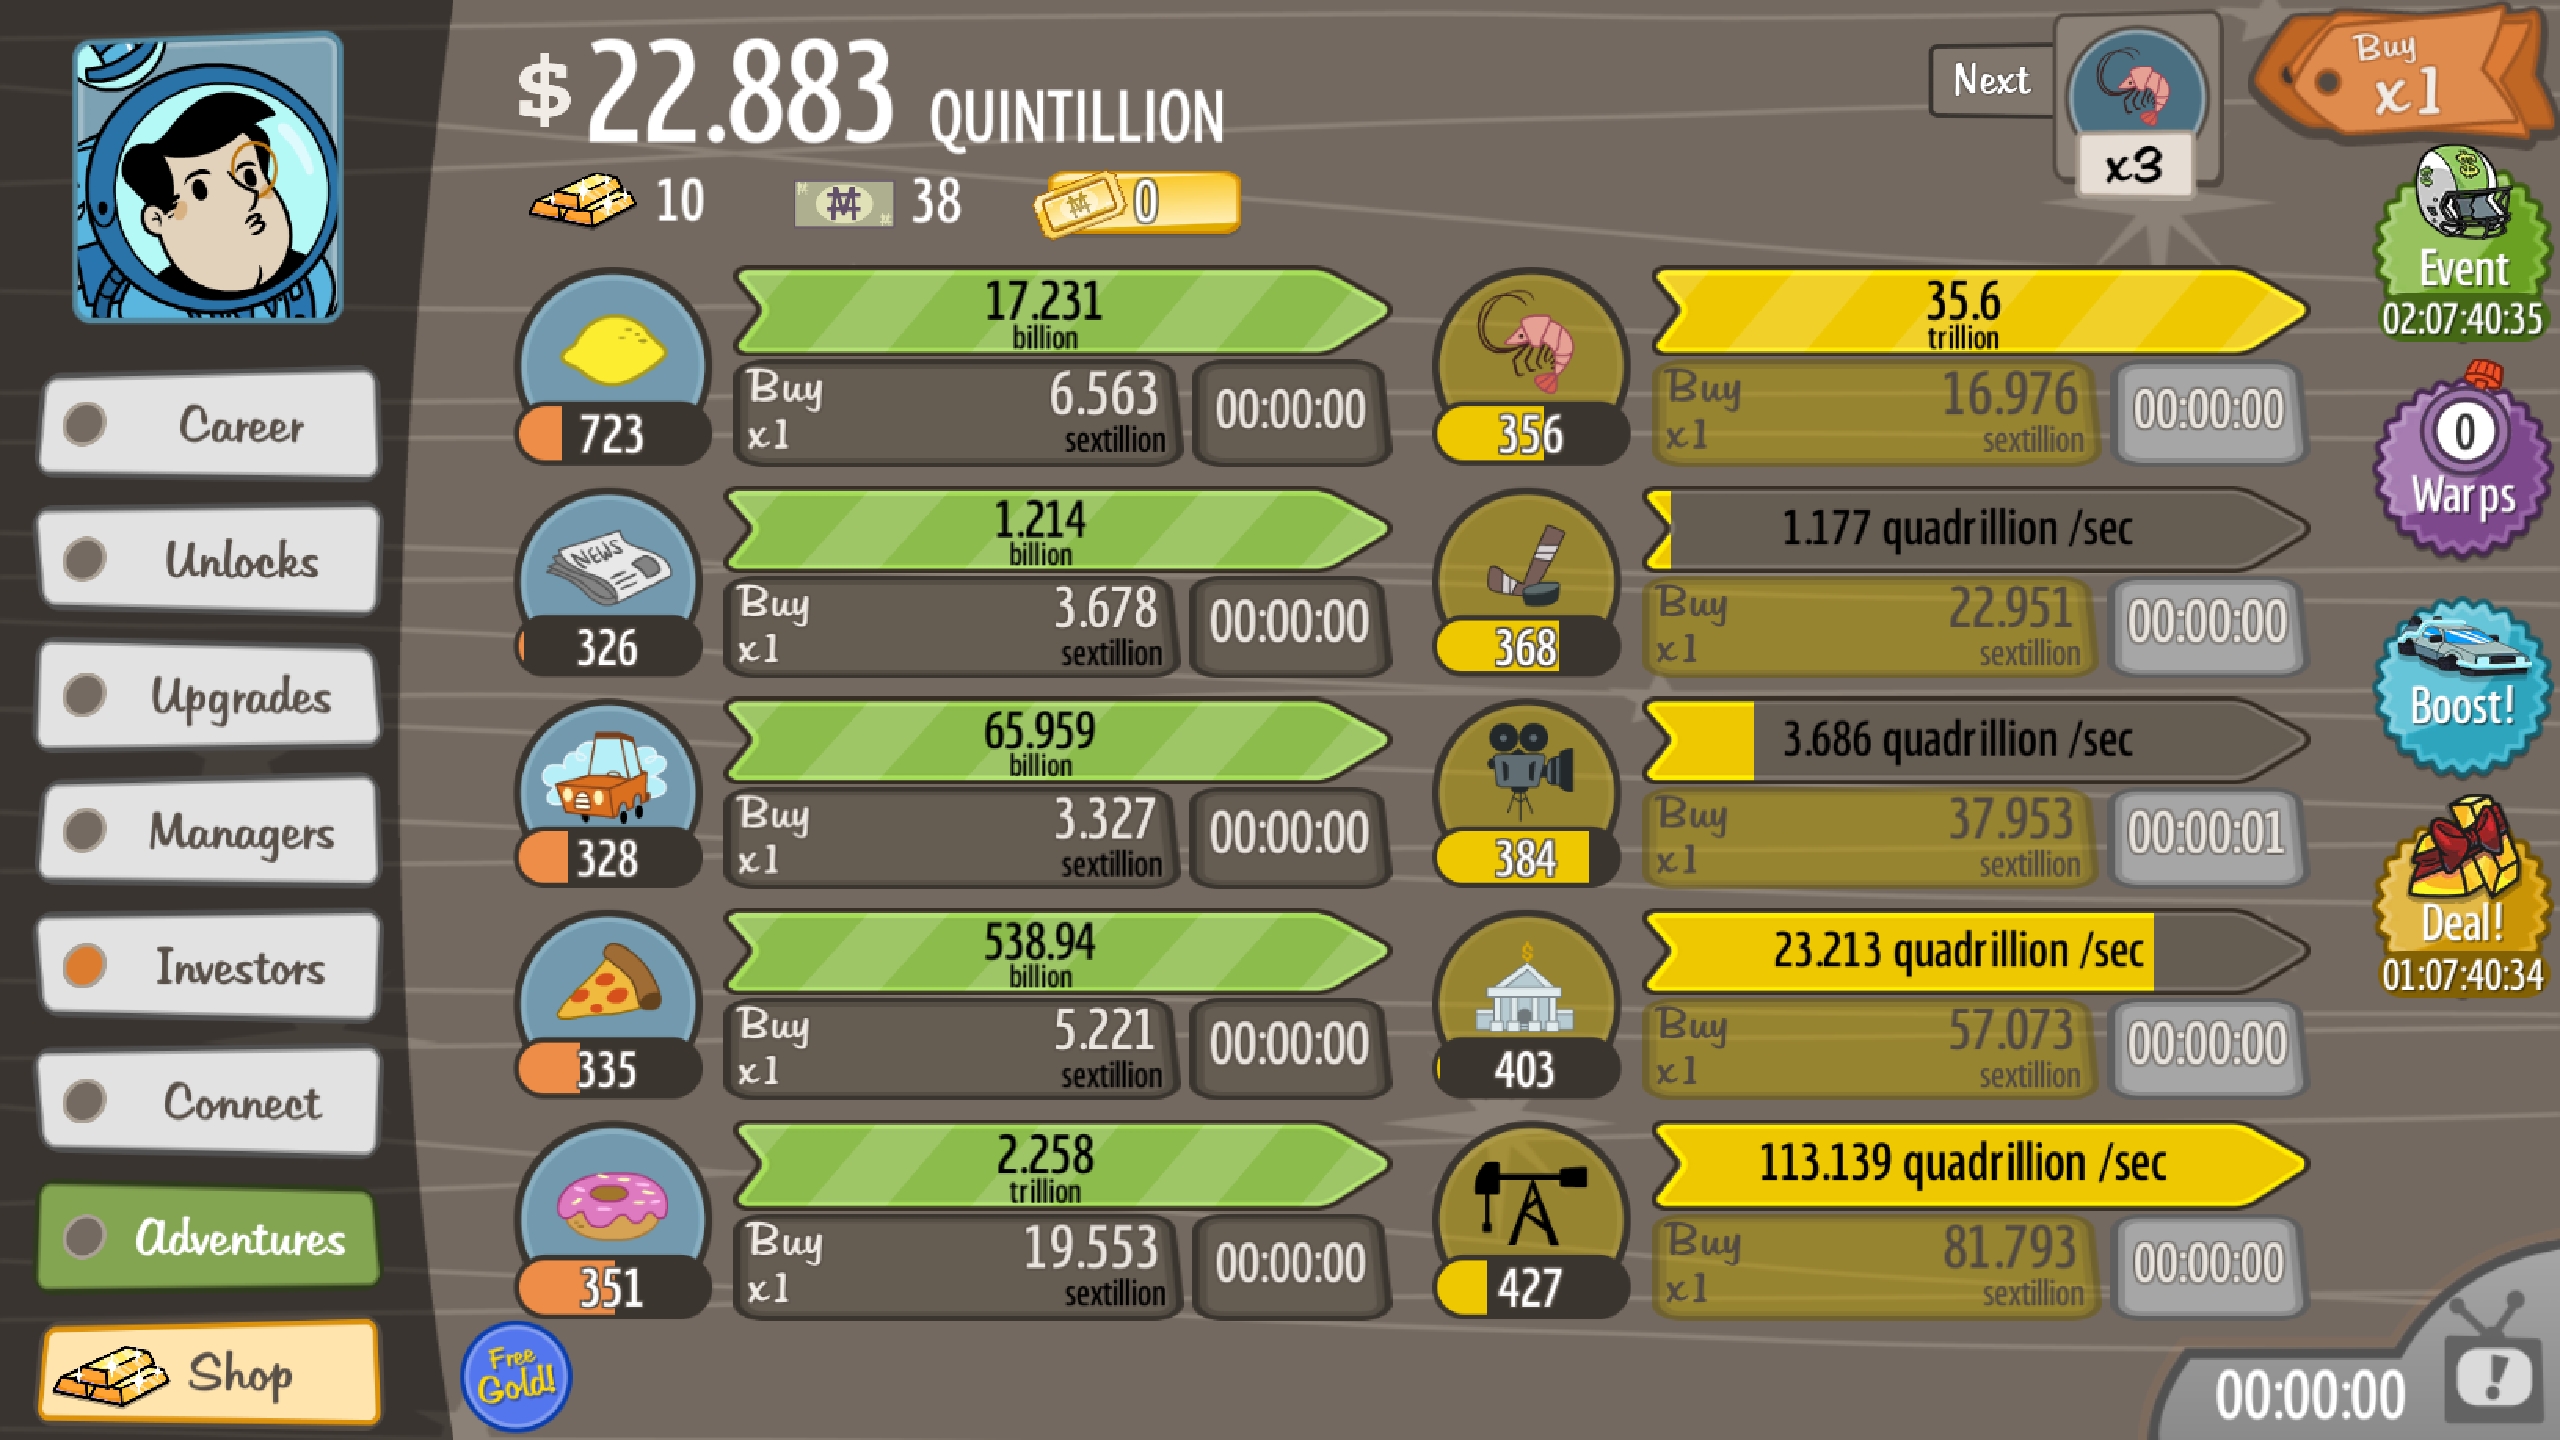 $22.883 QUINTILLION
Next
x3
Buy
x1
10
38
0
Career
Unlocks
Upgrades
Managers
Investors
Connect
Adventures
Shop
17.231
billion
723
Buy
x1
6.563
sextillion
00:00:00
NEWS
1.214
billion
326
Buy
x1
3.678
sextillion
00:00:00
65.959
billion
328
Buy
x1
3.327
sextillion
00:00:00
538.94
billion
335
Buy
x1
5.221
sextillion
00:00:00
2.258
trillion
351
Buy
x1
19.553
sextillion
00:00:00
35.6
trillion
356
Buy
x1
16.976
sextillion
00:00:00
1.177 quadrillion /sec
368
Buy
x1
22.951
sextillion
00:00:00
3.686 quadrillion /sec
384
Buy
x1
37.953
sextillion
00:00:01
23.213 quadrillion /sec
403
Buy
x1
57.073
sextillion
00:00:00
113.139 quadrillion /sec
427
Buy
x1
81.793
sextillion
00:00:00
Event
02:07:40:35
0
Warps
Boost!
Deal!
01:07:40:34
Free
Gold!
00:00:00
!